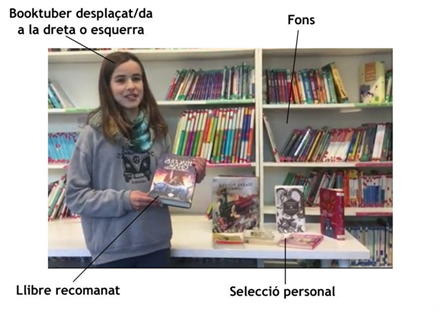 Booktuber desplaçat/da
a la dreta o esquerra
Fons
Llibre recomanat
Selecció personal